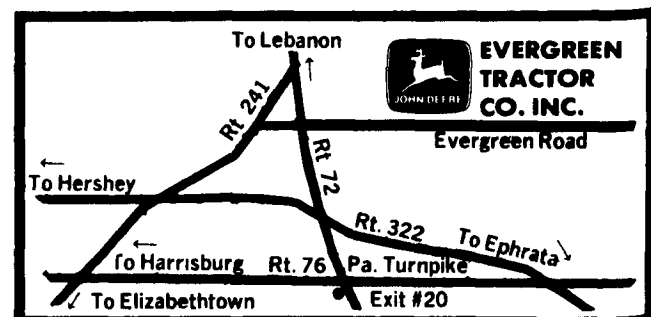 To Lebanon
EVERGREEN
TRACTOR
CO. INC.
JOHN DEERE
Rt 241
Evergreen Road
Rt 72
To Hershey
Rt. 322
To Ephrata
To Harrisburg
Rt. 76
Pa. Turnpike
To Elizabethtown
Exit #20